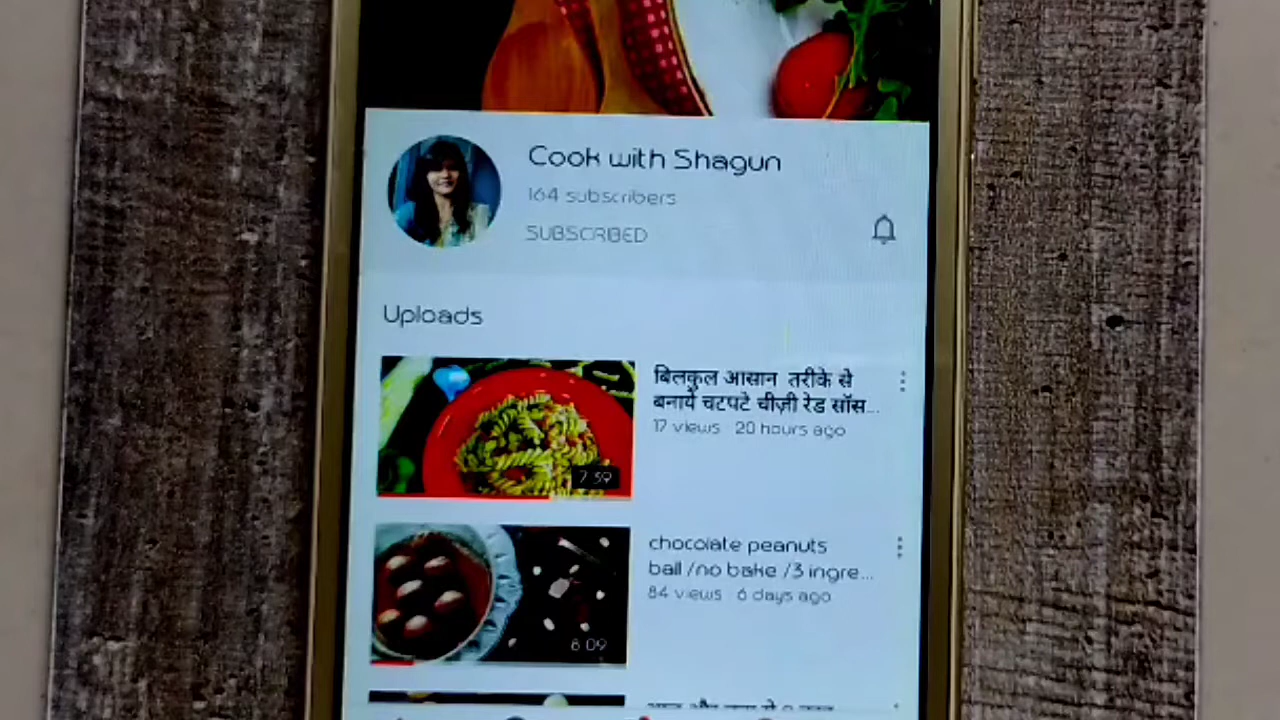 Cook with Shagun
164 subscribers
SUBSCRIBED
Uploads
बिलकुल आसान तरीके से
बनाये चटपटे चीज़ी रेड सॉस...
17 views 20 hours ago
7:59
chocolate peanuts
ball /no bake /3 ingre...
84 views 6 days ago
8:09